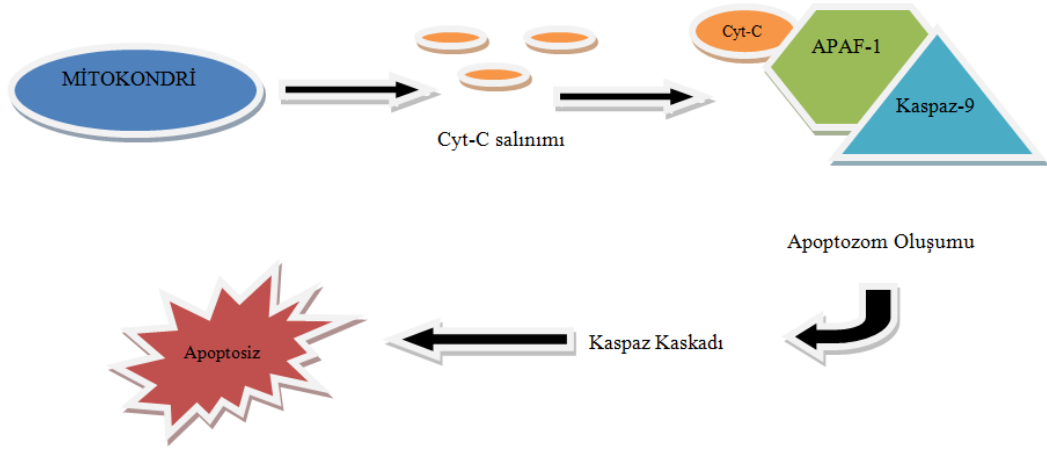 MİTOKONDRİ
Cyt-C salınımı
Cyt-C
APAF-1
Kaspaz-9
Apoptozom Oluşumu
Kaspaz Kaskadı
Apoptosiz